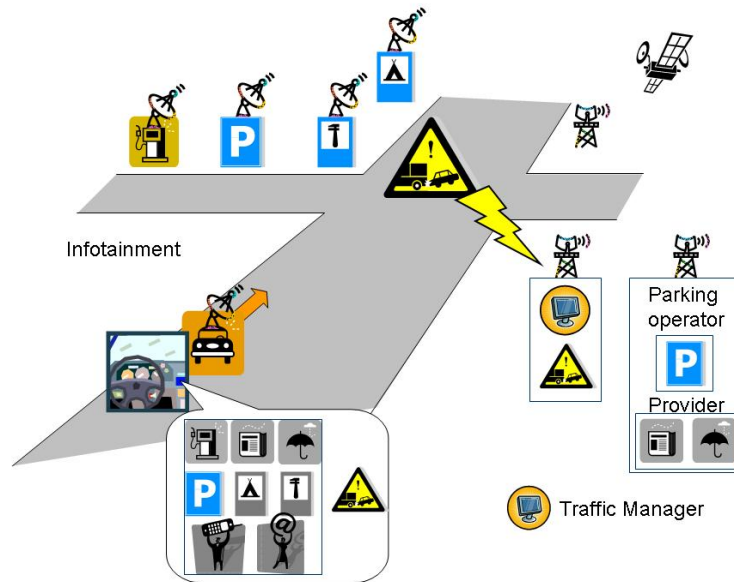 P
Infotainment
Parking
operator
P
Provider
P
@
Traffic Manager